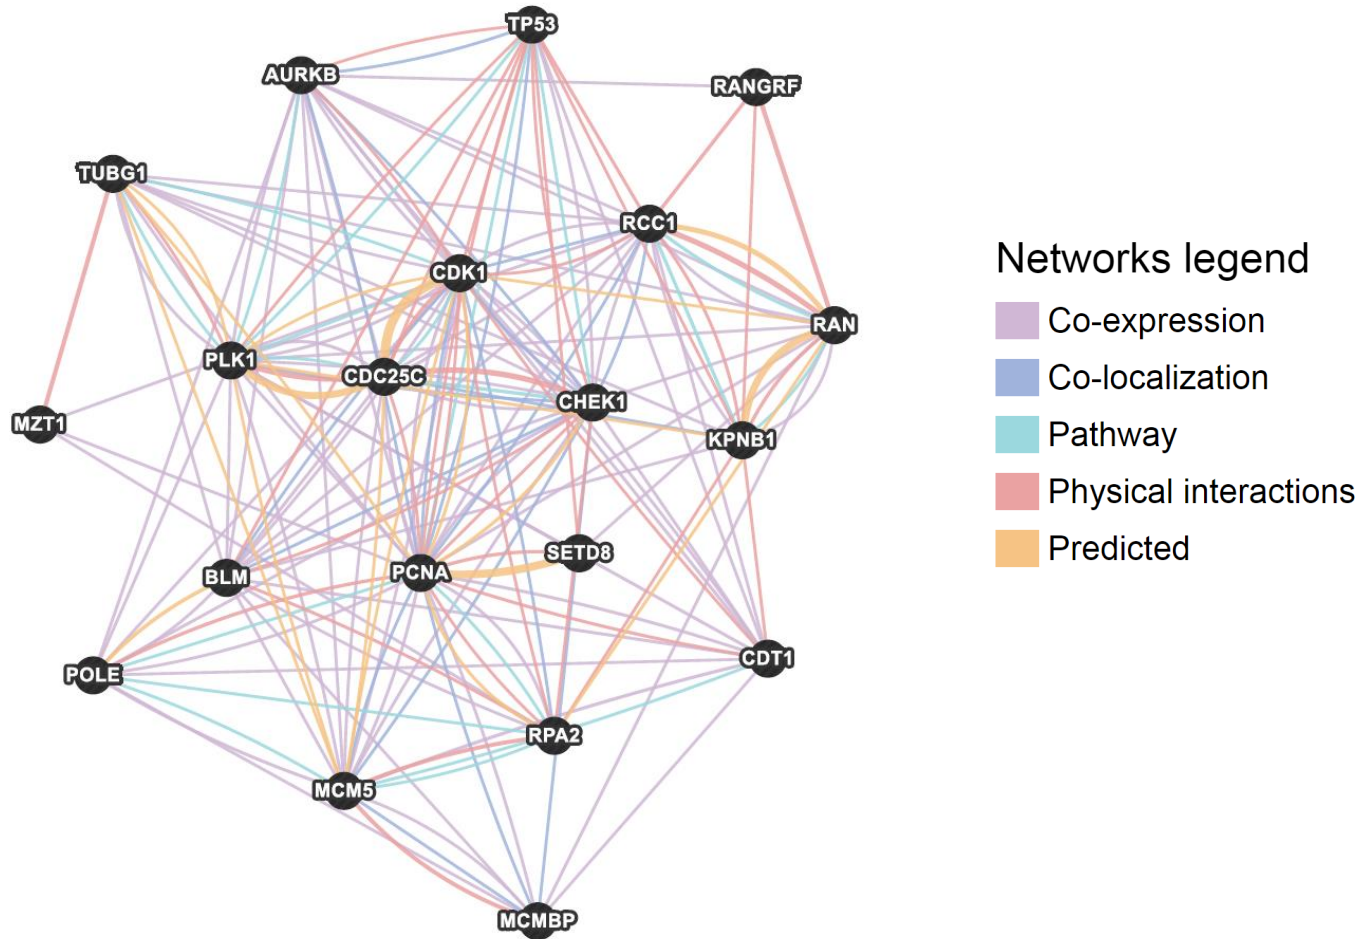 TP53
AURKB
RANGRF
TUBG1
RCC1
CDK1
RAN
PLK1
CDC25C
CHEK1
MZT1
KPNB1
SETD8
BLM
PCNA
CDT1
POLE
RPA2
MCM5
MCMBP
Networks legend
Co-expression
Co-localization
Pathway
Physical interactions
Predicted